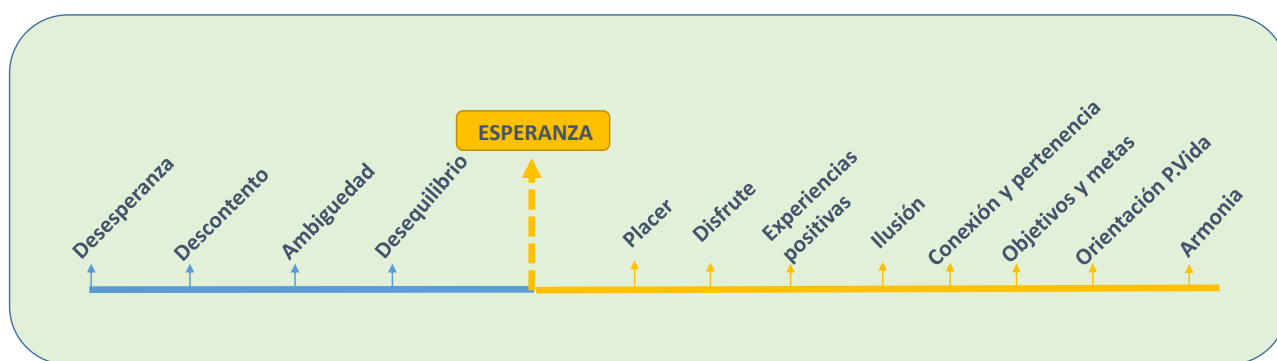 ESPERANZA
Desesperanza
Descontento
Ambiguedad
Desequilibrio
Placer
Disfrute
Experiencias
positivas
Ilusión
Conexión y pertenencia
Objetivos y metas
Orientación P.Vida
Armonia